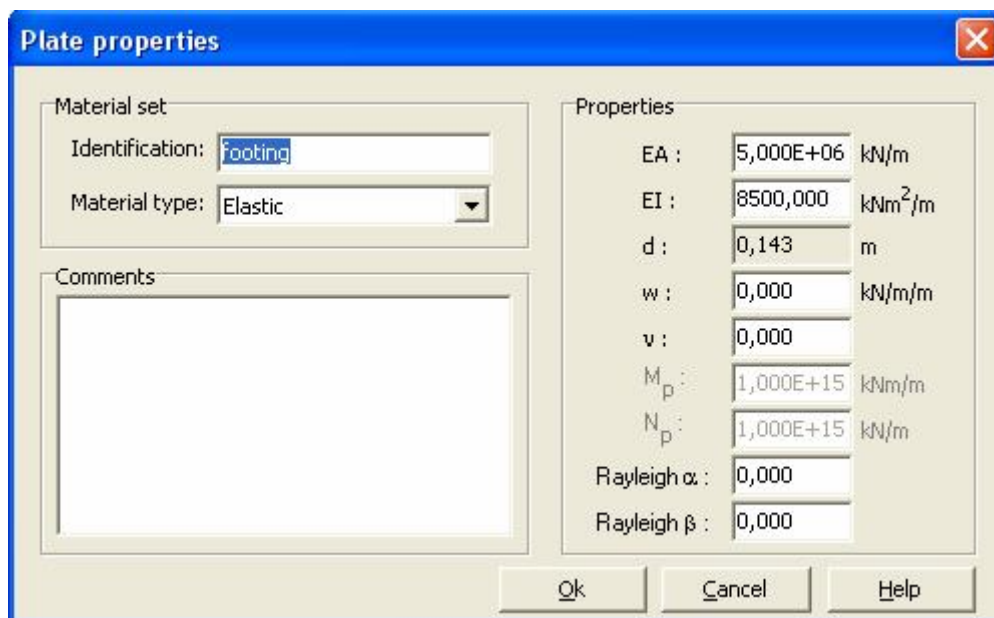 Plate properties
Material set
Identification: footing
Material type: Elastic
Comments
Properties
EA : 5,000E+06 kN/m
EI : 8500,000 kNm²/m
d : 0,143 m
w : 0,000 kN/m/m
ν : 0,000
Mp : 1,000E+15 kNm/m
Np : 1,000E+15 kN/m
Rayleigh α : 0,000
Rayleigh β : 0,000
Ok Cancel Help